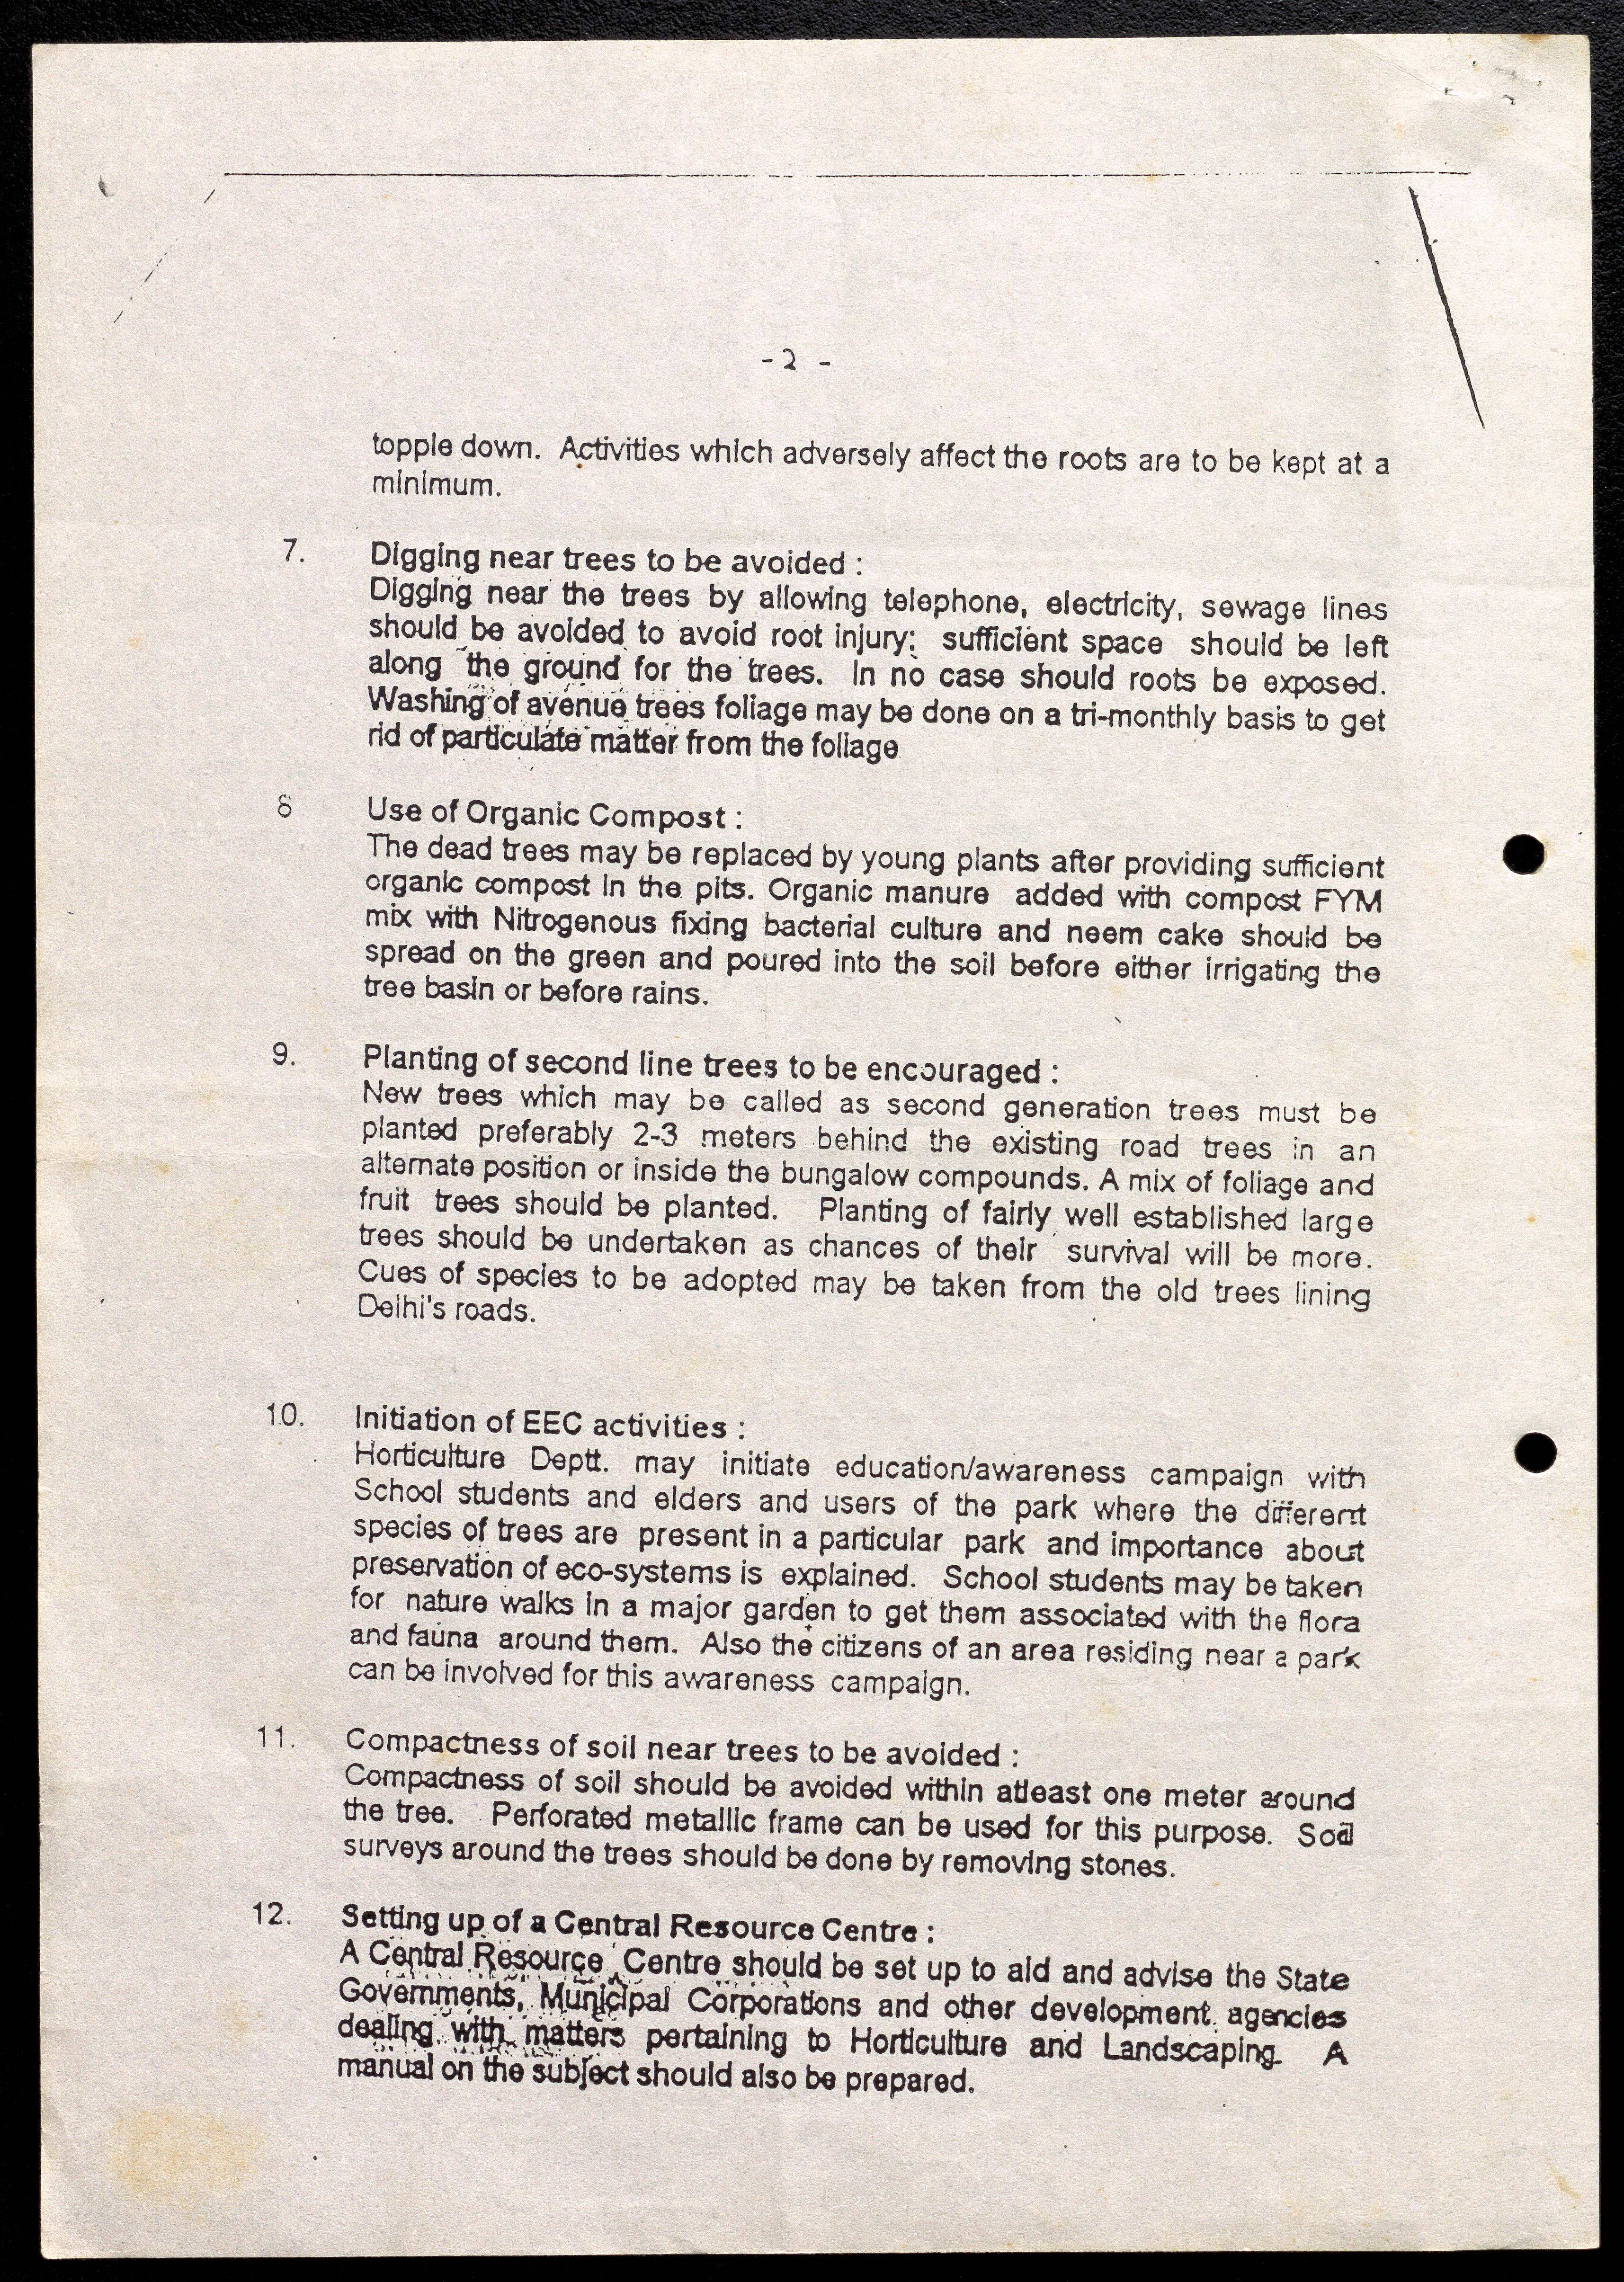 - 2 -
topple down. Activities which adversely affect the roots are to be kept at a
minimum.
7. Digging near trees to be avoided :
Digging near the trees by allowing telephone, electricity, sewage lines
should be avoided to avoid root injury; sufficient space should be left
along the ground for the trees. In no case should roots be exposed.
Washing of avenue trees foliage may be done on a tri-monthly basis to get
rid of particulate matter from the foliage
8 Use of Organic Compost :
The dead trees may be replaced by young plants after providing sufficient
organic compost in the pits. Organic manure added with compost FYM
mix with Nitrogenous fixing bacterial culture and neem cake should be
spread on the green and poured into the soil before either irrigating the
tree basin or before rains.
9. Planting of second line trees to be encouraged :
New trees which may be called as second generation trees must be
planted preferably 2-3 meters behind the existing road trees in an
alternate position or inside the bungalow compounds. A mix of foliage and
fruit trees should be planted. Planting of fairly well established large
trees should be undertaken as chances of their survival will be more.
Cues of species to be adopted may be taken from the old trees lining
Delhi's roads.
10. Initiation of EEC activities :
Horticulture Deptt. may initiate education/awareness campaign with
School students and elders and users of the park where the different
species of trees are present in a particular park and importance about
preservation of eco-systems is explained. School students may be taken
for nature walks in a major garden to get them associated with the flora
and fauna around them. Also the citizens of an area residing near a park
can be involved for this awareness campaign.
11. Compactness of soil near trees to be avoided :
Compactness of soil should be avoided within atleast one meter around
the tree. Perforated metallic frame can be used for this purpose. Soil
surveys around the trees should be done by removing stones.
12. Setting up of a Central Resource Centre :
A Central Resource Centre should be set up to aid and advise the State
Governments, Municipal Corporations and other development agencies
dealing with matters pertaining to Horticulture and Landscaping. A
manual on the subject should also be prepared.